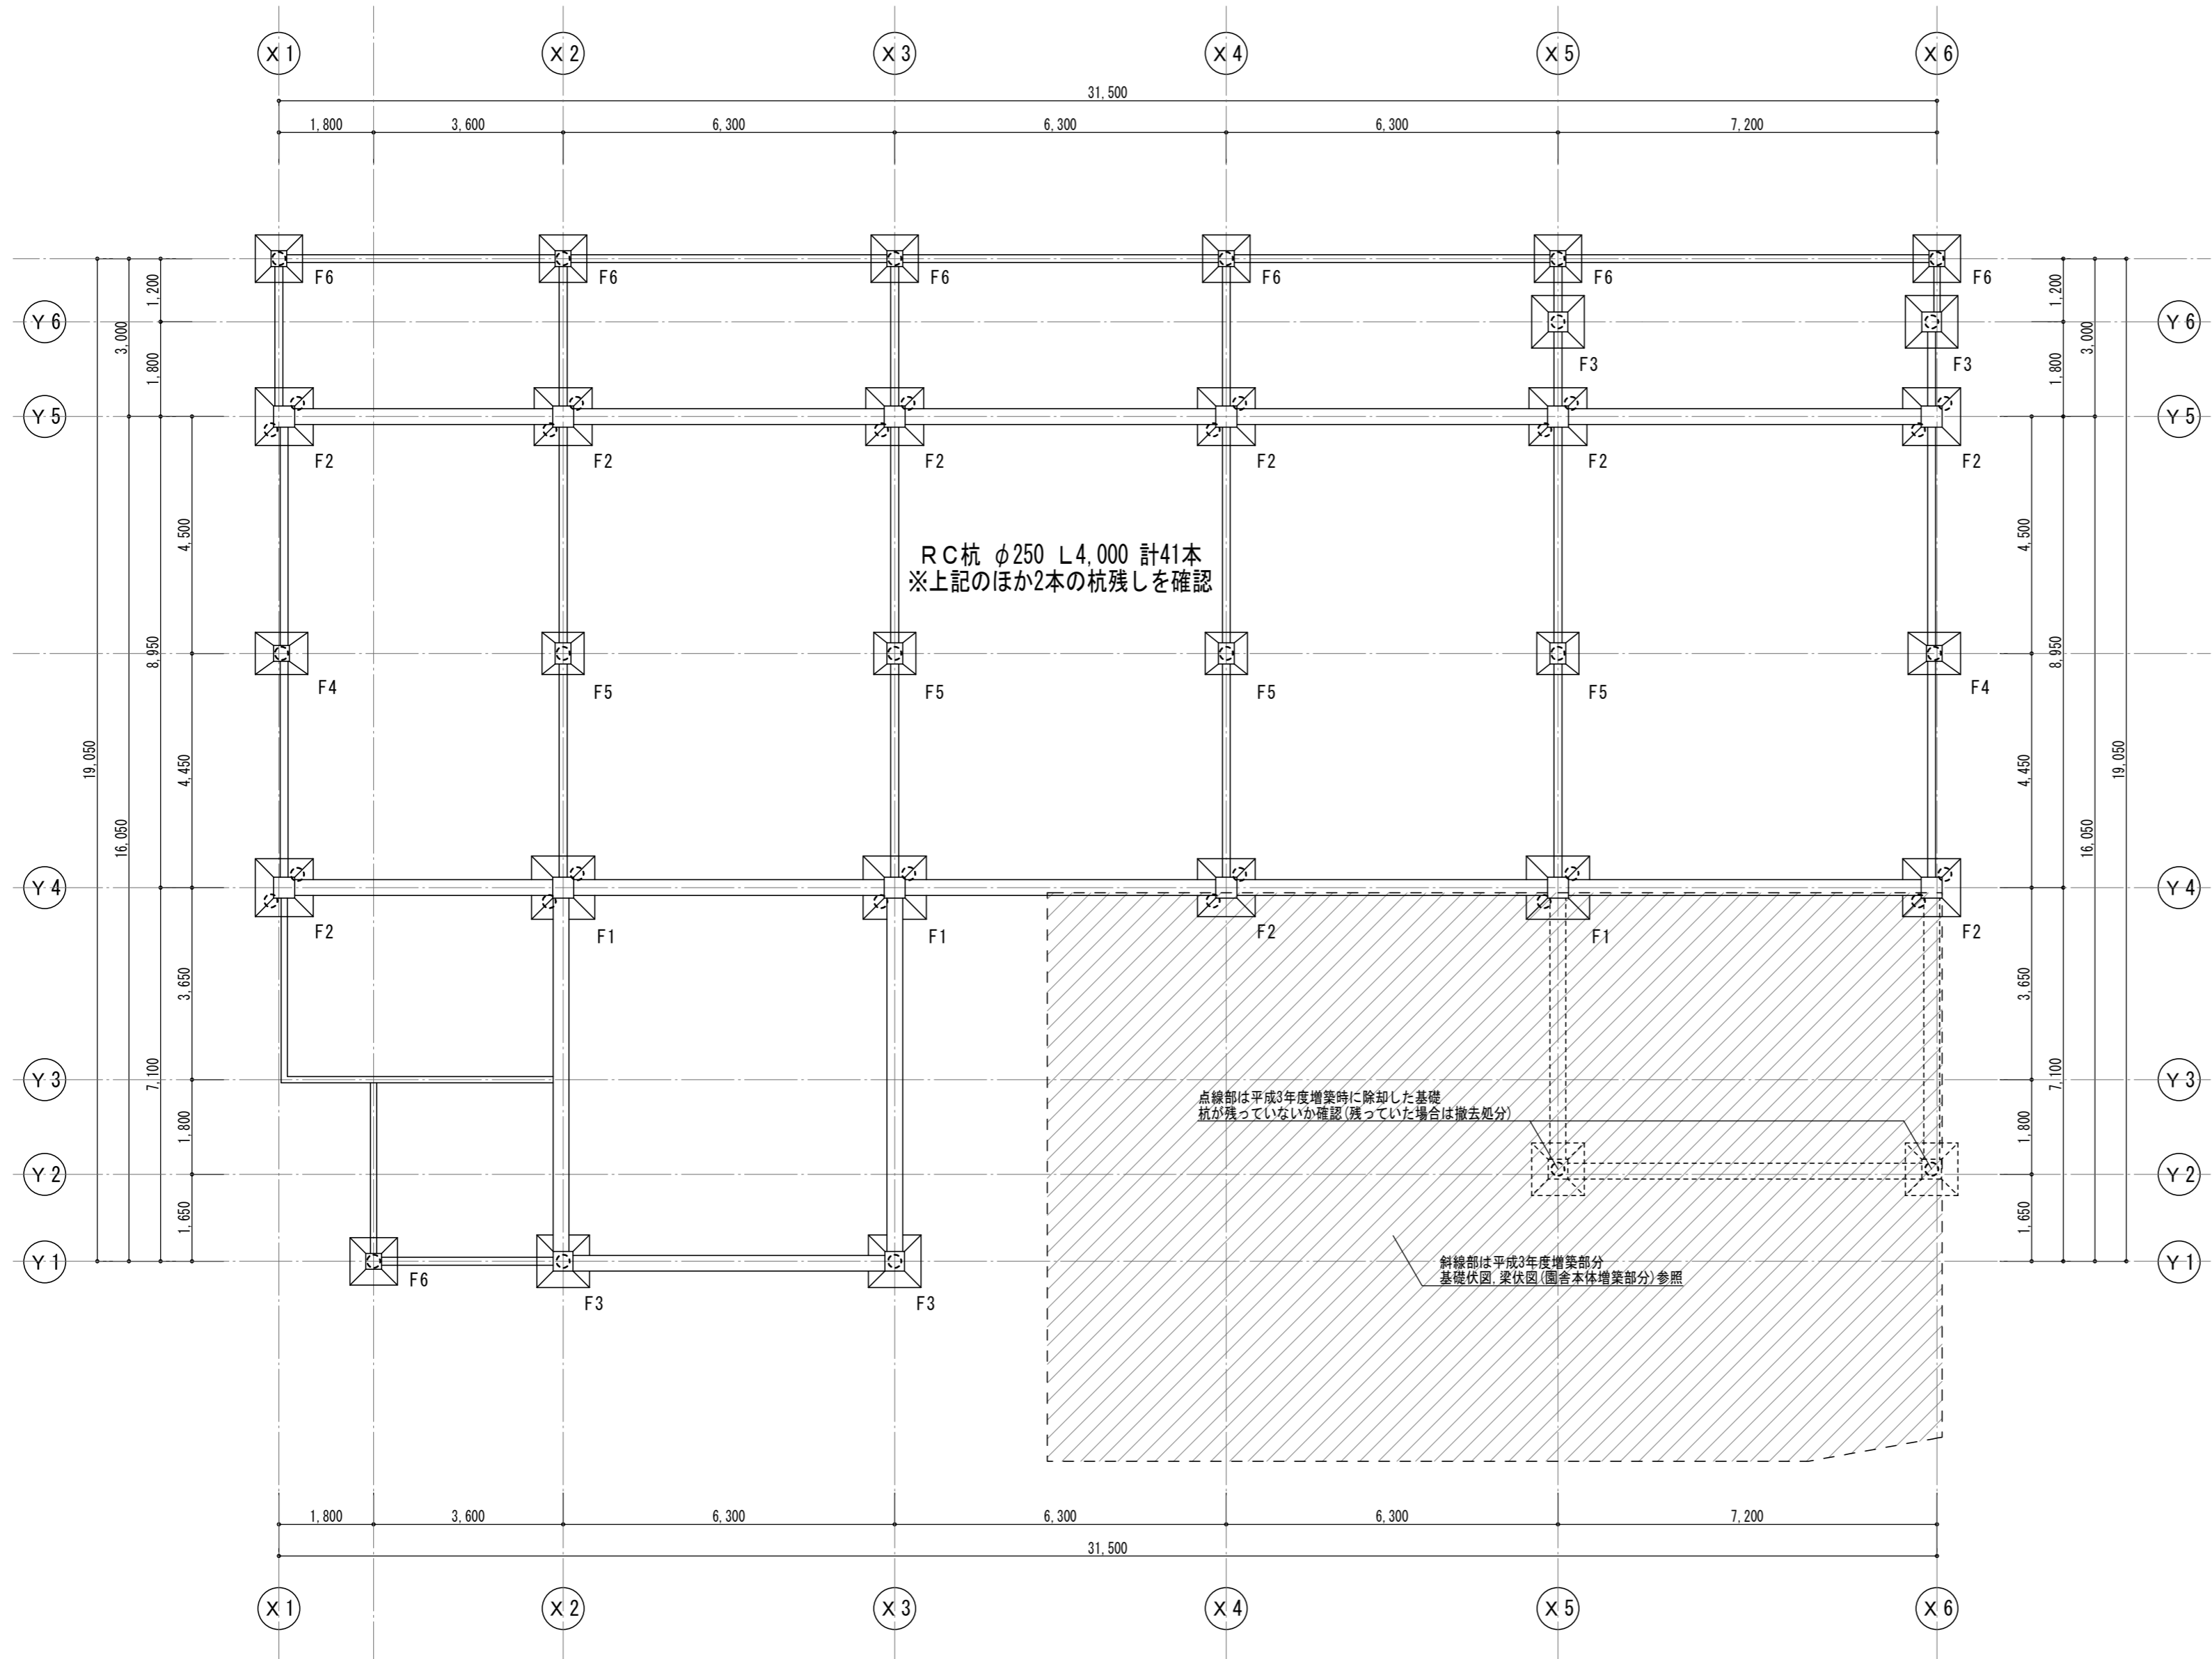 X1 X2 X3 X4 X5 X6
31,500
1,800 3,600 6,300 6,300 6,300 7,200
F6 F6 F6 F6 F6 F6
1,200 1,200
Y6 Y6
3,000 3,000
F3 F3
1,800 1,800
Y5 Y5
F2 F2 F2 F2 F2 F2
4,500 4,500
RC杭 φ250 L4,000 計41本
※上記のほか2本の杭残しを確認
8,950 8,950
F4 F5 F5 F5 F5 F4
19,050 19,050
4,450 4,450
16,050 16,050
Y4 Y4
F2 F1 F1 F2 F1 F2
3,650 3,650
7,100 7,100
Y3 Y3
点線部は平成3年度増築時に除却した基礎
杭が残っていないか確認(残っていた場合は撤去処分)
1,800 1,800
Y2 Y2
1,650 1,650
Y1 Y1
斜線部は平成3年度増築部分
基礎伏図,梁伏図(園舎本体増築部分)参照
F6 F3 F3
1,800 3,600 6,300 6,300 6,300 7,200
31,500
X1 X2 X3 X4 X5 X6